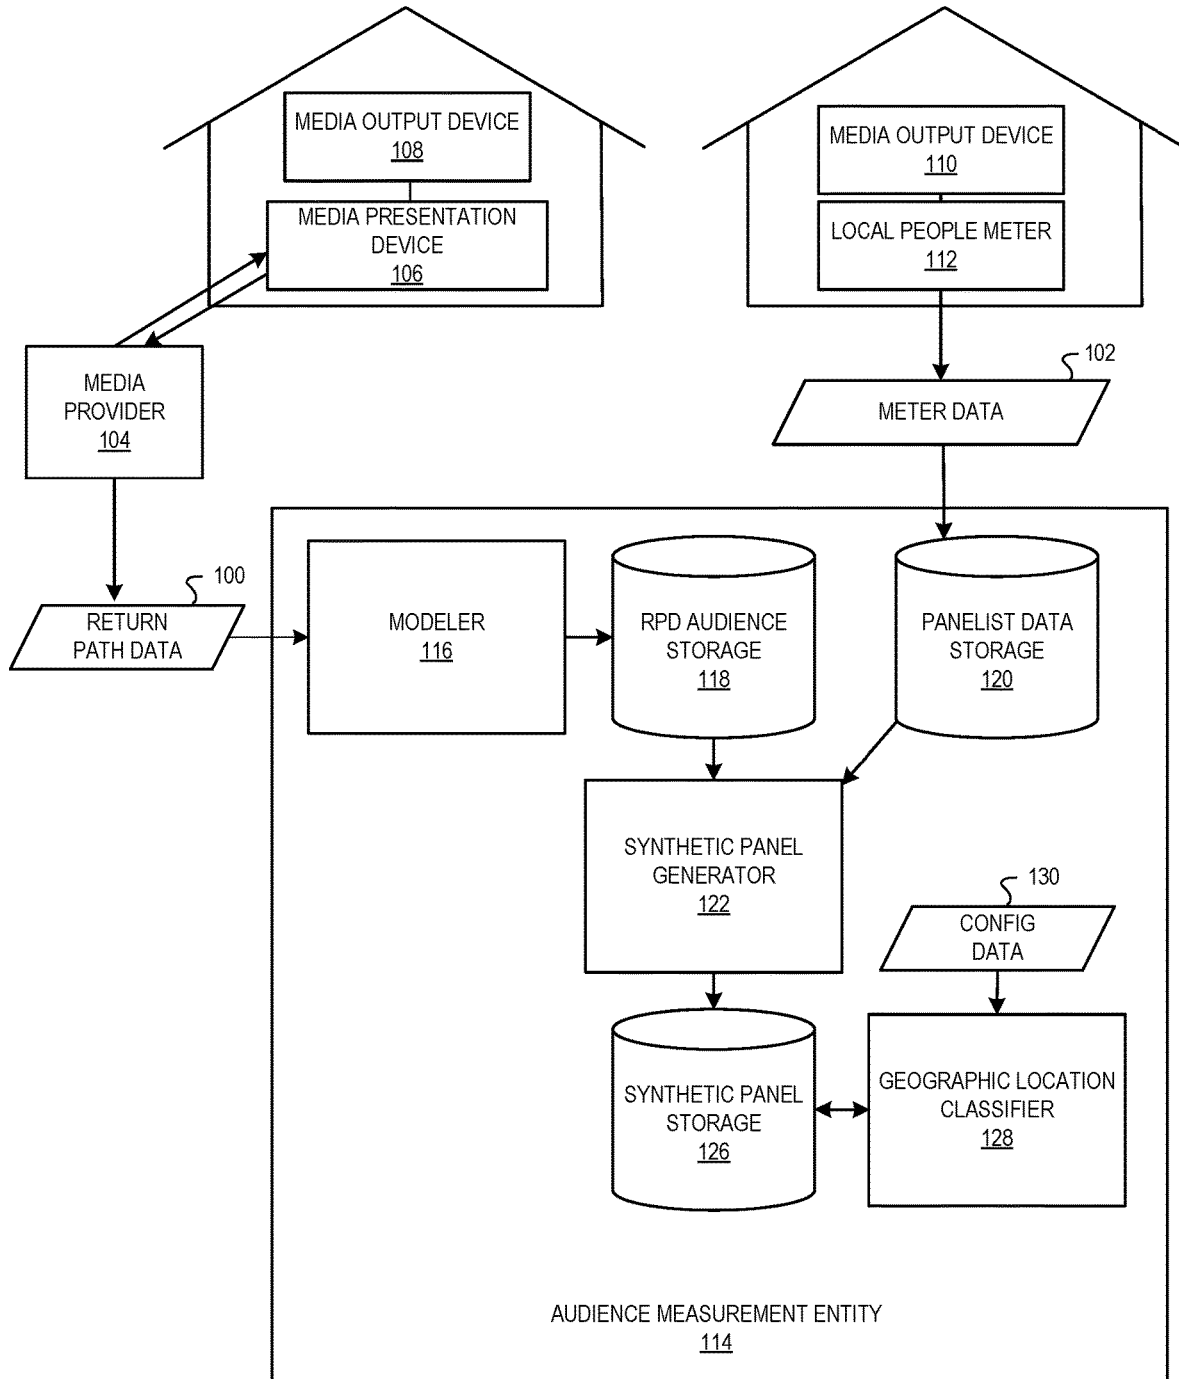 MEDIA OUTPUT DEVICE
108
MEDIA PRESENTATION
DEVICE
106
MEDIA OUTPUT DEVICE
110
LOCAL PEOPLE METER
112
MEDIA
PROVIDER
104
102
METER DATA
100
RETURN
PATH DATA
MODELER
116
RPD AUDIENCE
STORAGE
118
PANELIST DATA
STORAGE
120
SYNTHETIC PANEL
GENERATOR
122
130
CONFIG
DATA
SYNTHETIC PANEL
STORAGE
126
GEOGRAPHIC LOCATION
CLASSIFIER
128
AUDIENCE MEASUREMENT ENTITY
114